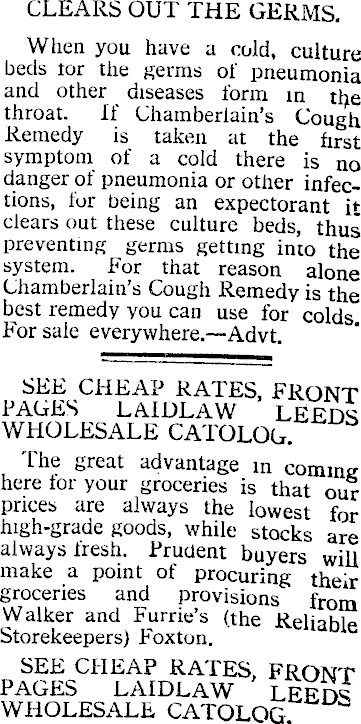 CLEARS OUT THE GERMS.
When you have a cold, culture
beds for the germs of pneumonia
and other diseases form in the
throat. If Chamberlain's Cough
Remedy is taken at the first
symptom of a cold there is no
danger of pneumonia or other infec-
tions, for being an expectorant it
clears out these culture beds, thus
preventing germs getting into the
system. For that reason alone
Chamberlain's Cough Remedy is the
best remedy you can use for colds.
For sale everywhere.—Advt.
SEE CHEAP RATES, FRONT
PAGES LAIDLAW LEEDS
WHOLESALE CATOLOG.
The great advantage in coming
here for your groceries is that our
prices are always the lowest for
high-grade goods, while stocks are
always fresh. Prudent buyers will
make a point of procuring their
groceries and provisions from
Walker and Furrie's (the Reliable
Storekeepers) Foxton.
SEE CHEAP RATES, FRONT
PAGES LAIDLAW LEEDS
WHOLESALE CATOLOG.